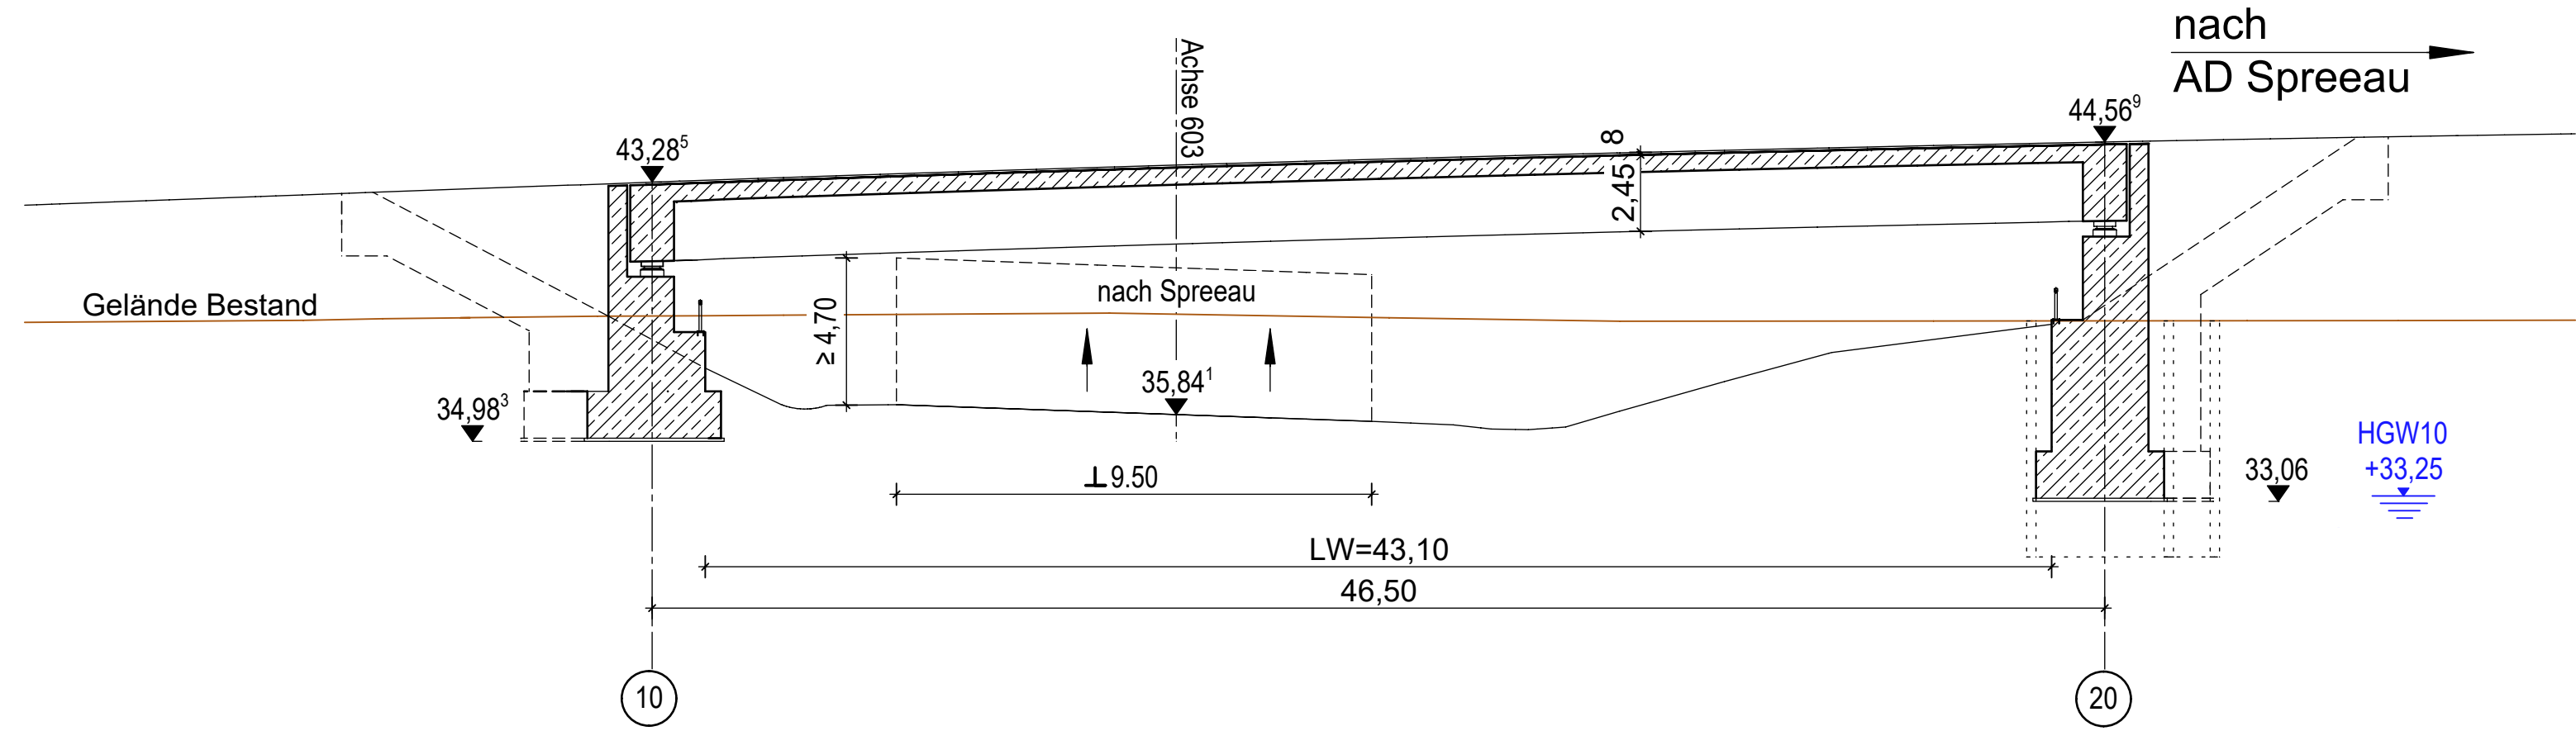 nach
AD Spreeau
Achse 603
44,56⁹
43,28⁵
8
2,45
Gelände Bestand
nach Spreeau
≥ 4,70
35,84¹
34,98³
HGW10
+33,25
33,06
⊥9.50
LW=43,10
46,50
10
20